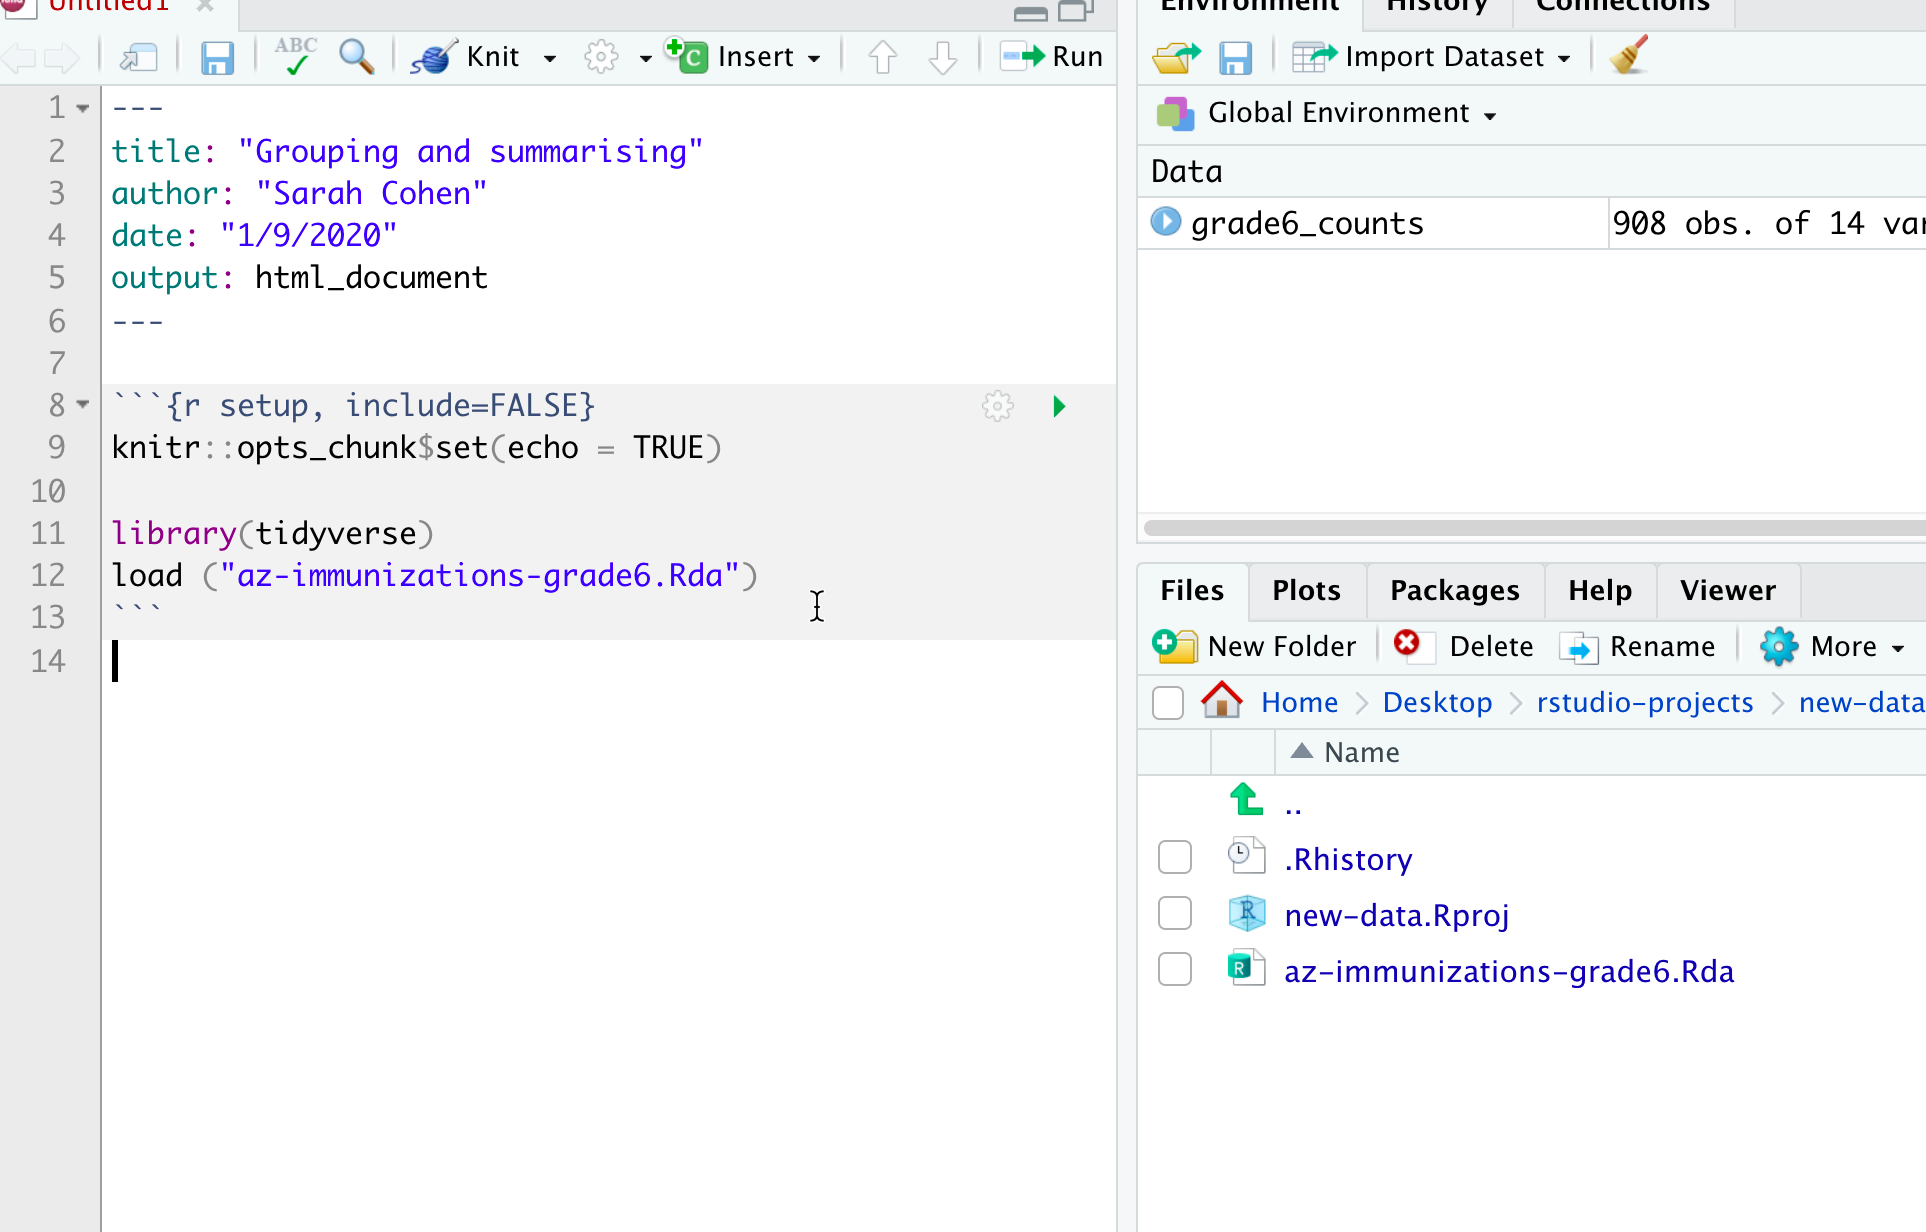 Untitled1
ABC Knit Insert Run
1 ---
2 title: "Grouping and summarising"
3 author: "Sarah Cohen"
4 date: "1/9/2020"
5 output: html_document
6 ---
7
8 ```{r setup, include=FALSE}
9 knitr::opts_chunk$set(echo = TRUE)
10
11 library(tidyverse)
12 load ("az-immunizations-grade6.Rda")
13 ```
14
Environment History Connections
Import Dataset
Global Environment
Data
grade6_counts 908 obs. of 14 var
Files Plots Packages Help Viewer
New Folder Delete Rename More
Home Desktop rstudio-projects new-data
Name
..
.Rhistory
new-data.Rproj
az-immunizations-grade6.Rda